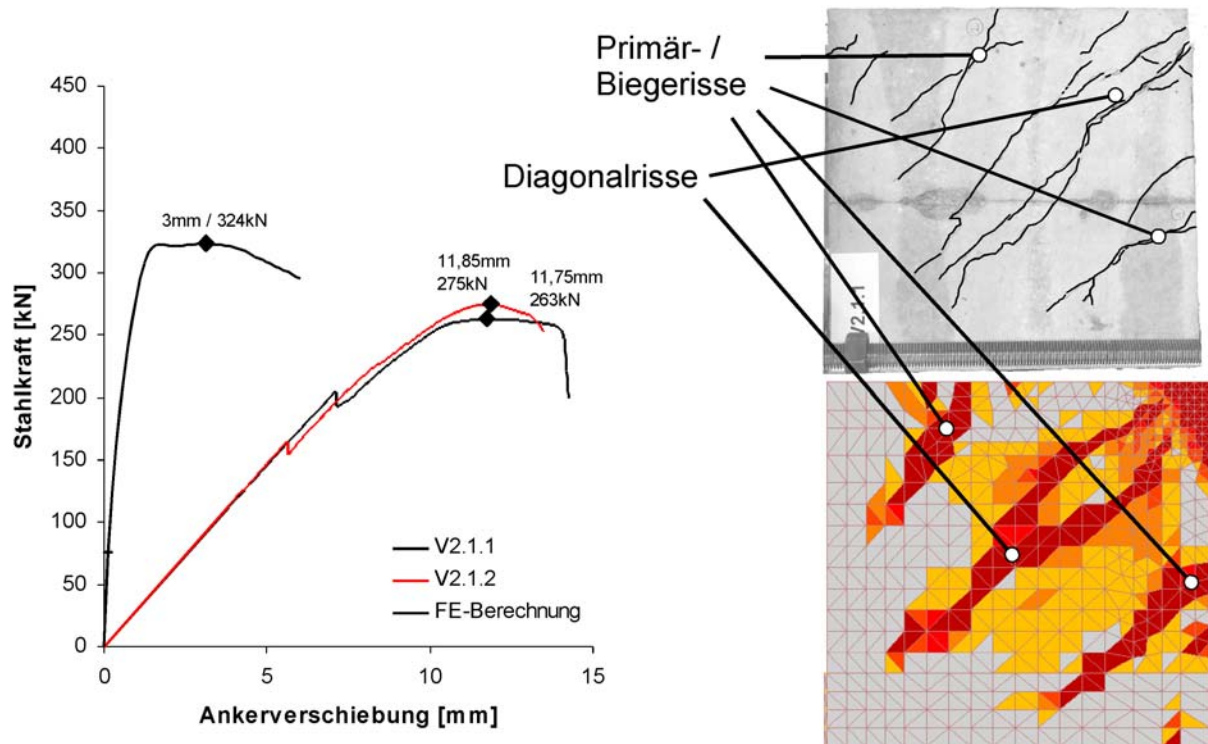 Stahlkraft [kN]
450
400
350
300
250
200
150
100
50
0
3mm / 324kN
11,85mm
275kN
11,75mm
263kN
V2.1.1
V2.1.2
FE-Berechnung
0
5
10
15
Ankerverschiebung [mm]
Primär- /
Biegerisse
Diagonalrisse
V2.1.1